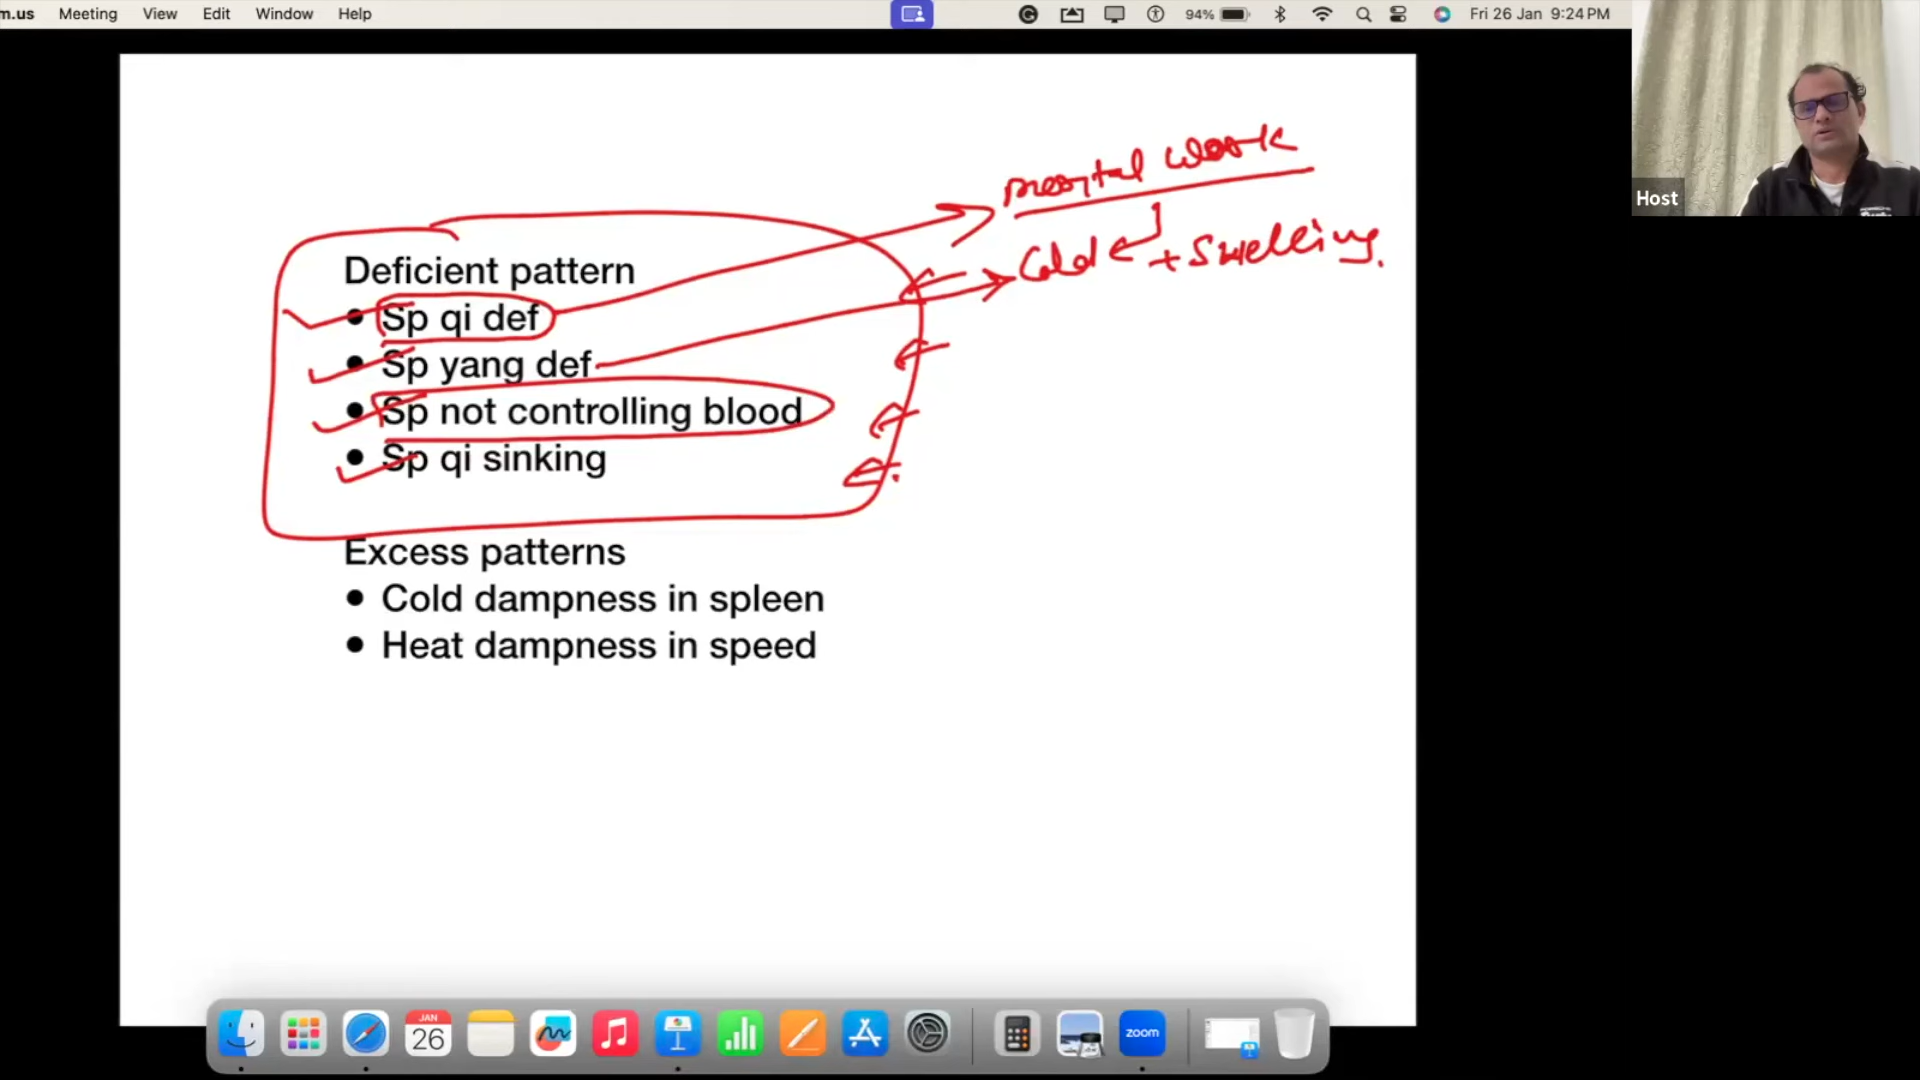 m.us Meeting View Edit Window Help 94% Fri 26 Jan 9:24 PM
Host
mental work
Cold + Swelling.
Deficient pattern
• Sp qi def
• Sp yang def
• Sp not controlling blood
• Sp qi sinking
Excess patterns
• Cold dampness in spleen
• Heat dampness in speed
JAN
26
zoom